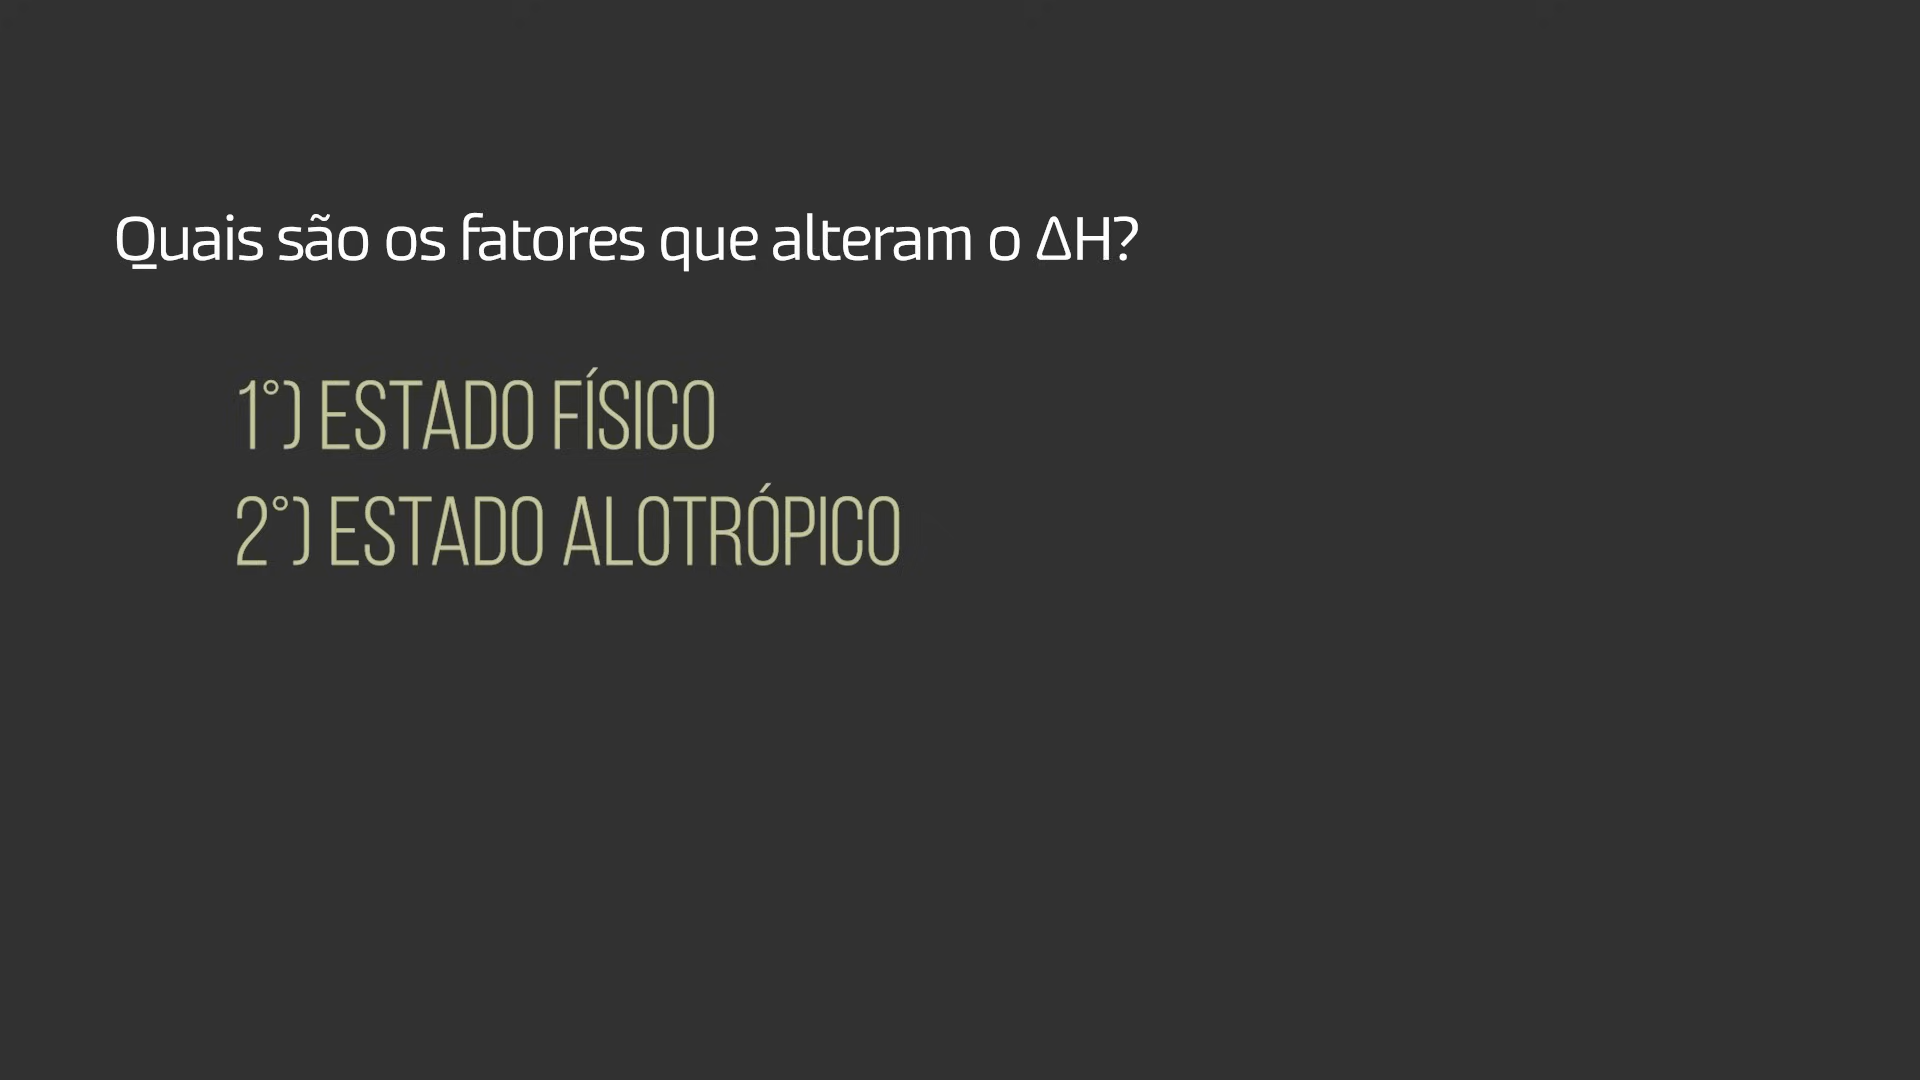 Quais são os fatores que alteram o ΔH?
1°) ESTADO FÍSICO
2°) ESTADO ALOTRÓPICO